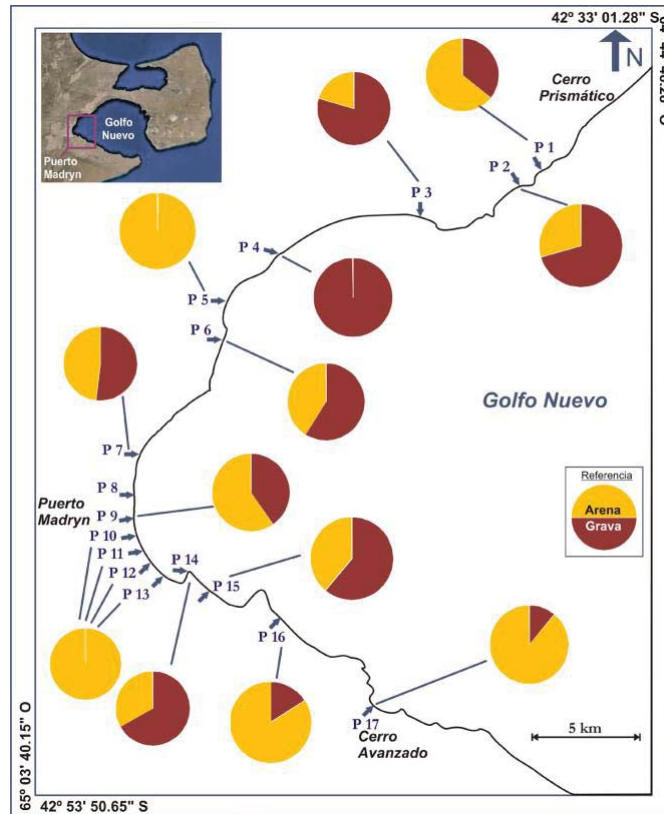 42º 33' 01.28" S
N
Cerro
Prismático
Golfo
Nuevo
Puerto
Madryn
P 1
P 2
P 3
P 4
P 5
P 6
Golfo Nuevo
P 7
Referencia
Arena
Grava
P 8
Puerto
Madryn
P 9
P 10
P 11
P 12
P 13
P 14
P 15
P 16
P 17
Cerro
Avanzado
5 km
65º 03' 40.15" O
42º 53' 50.65" S